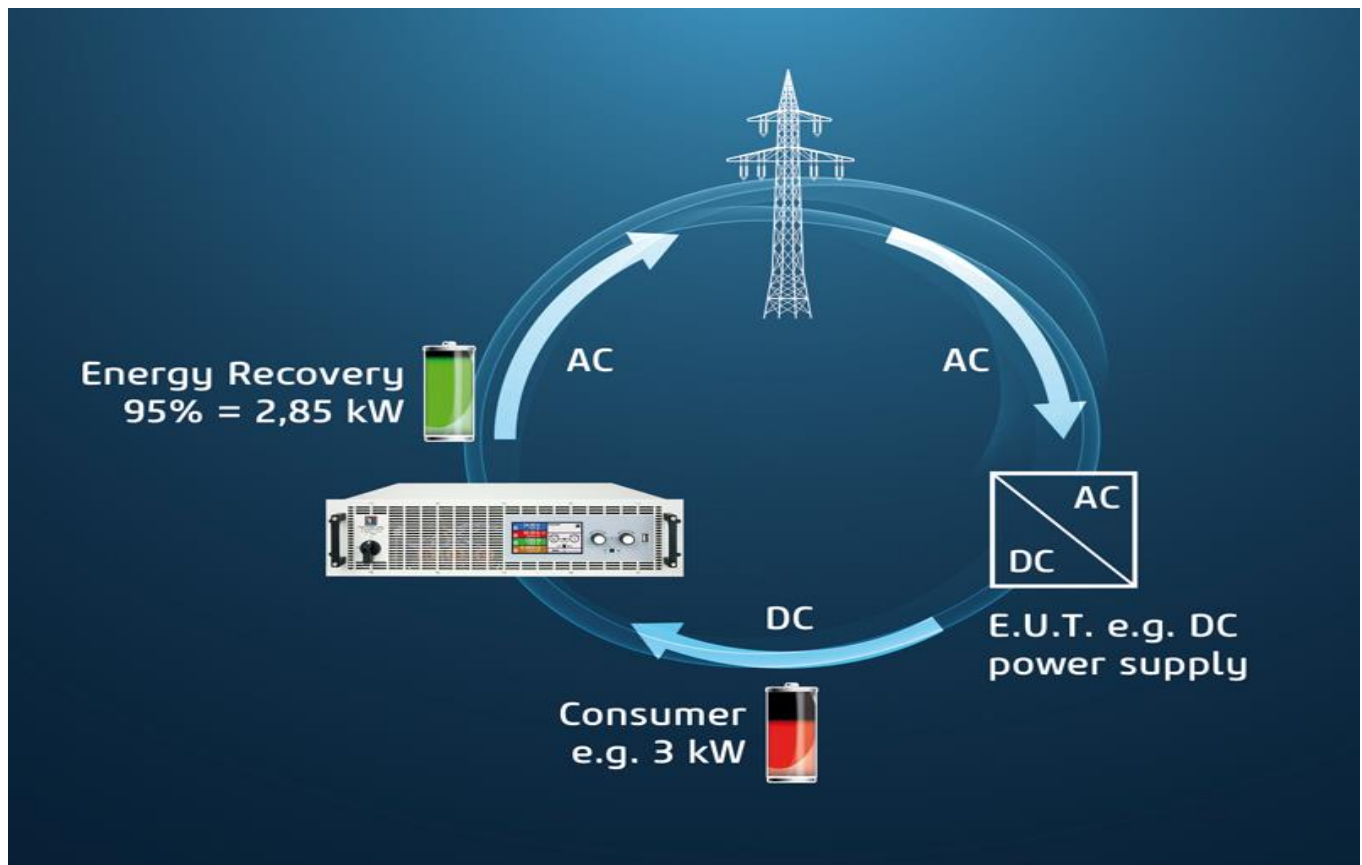 Energy Recovery
95% = 2,85 kW
AC
AC
AC
DC
DC
E.U.T. e.g. DC
power supply
Consumer
e.g. 3 kW